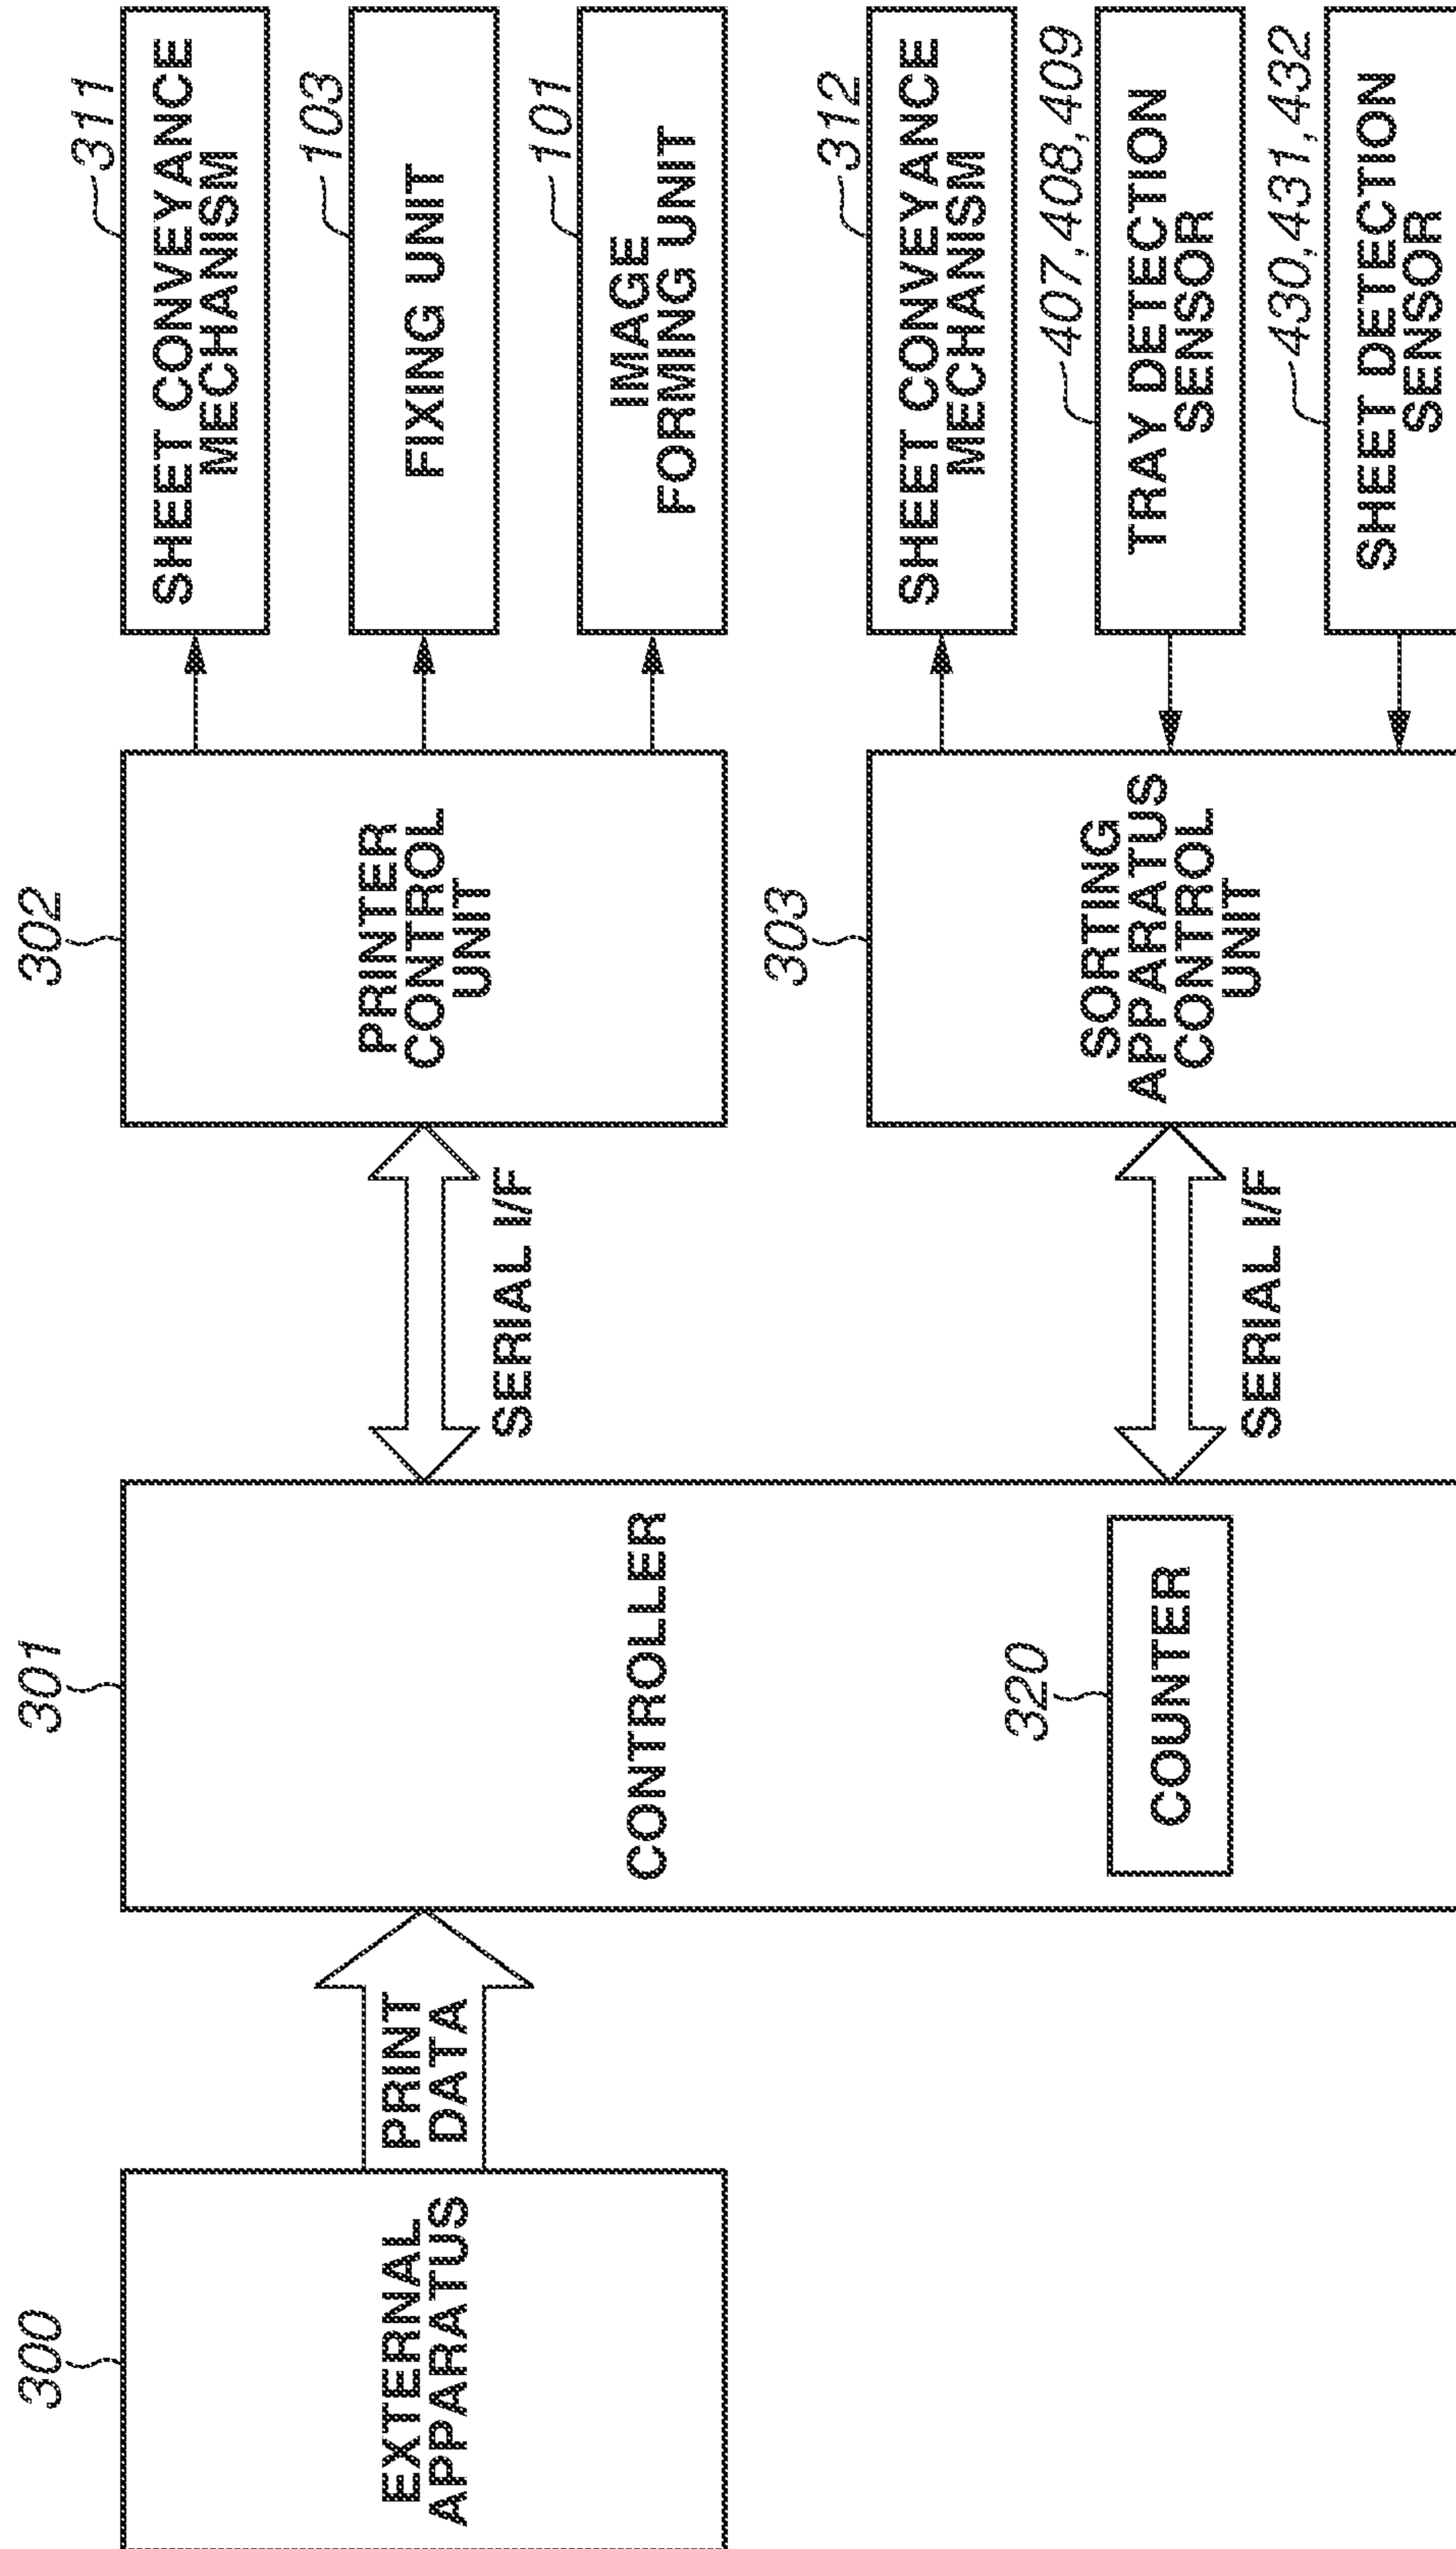 300
EXTERNAL
APPARATUS
PRINT
DATA
301
CONTROLLER
320
COUNTER
SERIAL I/F
SERIAL I/F
302
PRINTER
CONTROL
UNIT
303
SORTING
APPARATUS
CONTROL
UNIT
311
SHEET CONVEYANCE
MECHANISM
103
FIXING UNIT
101
IMAGE
FORMING UNIT
312
SHEET CONVEYANCE
MECHANISM
407,408,409
TRAY DETECTION
SENSOR
430,431,432
SHEET DETECTION
SENSOR